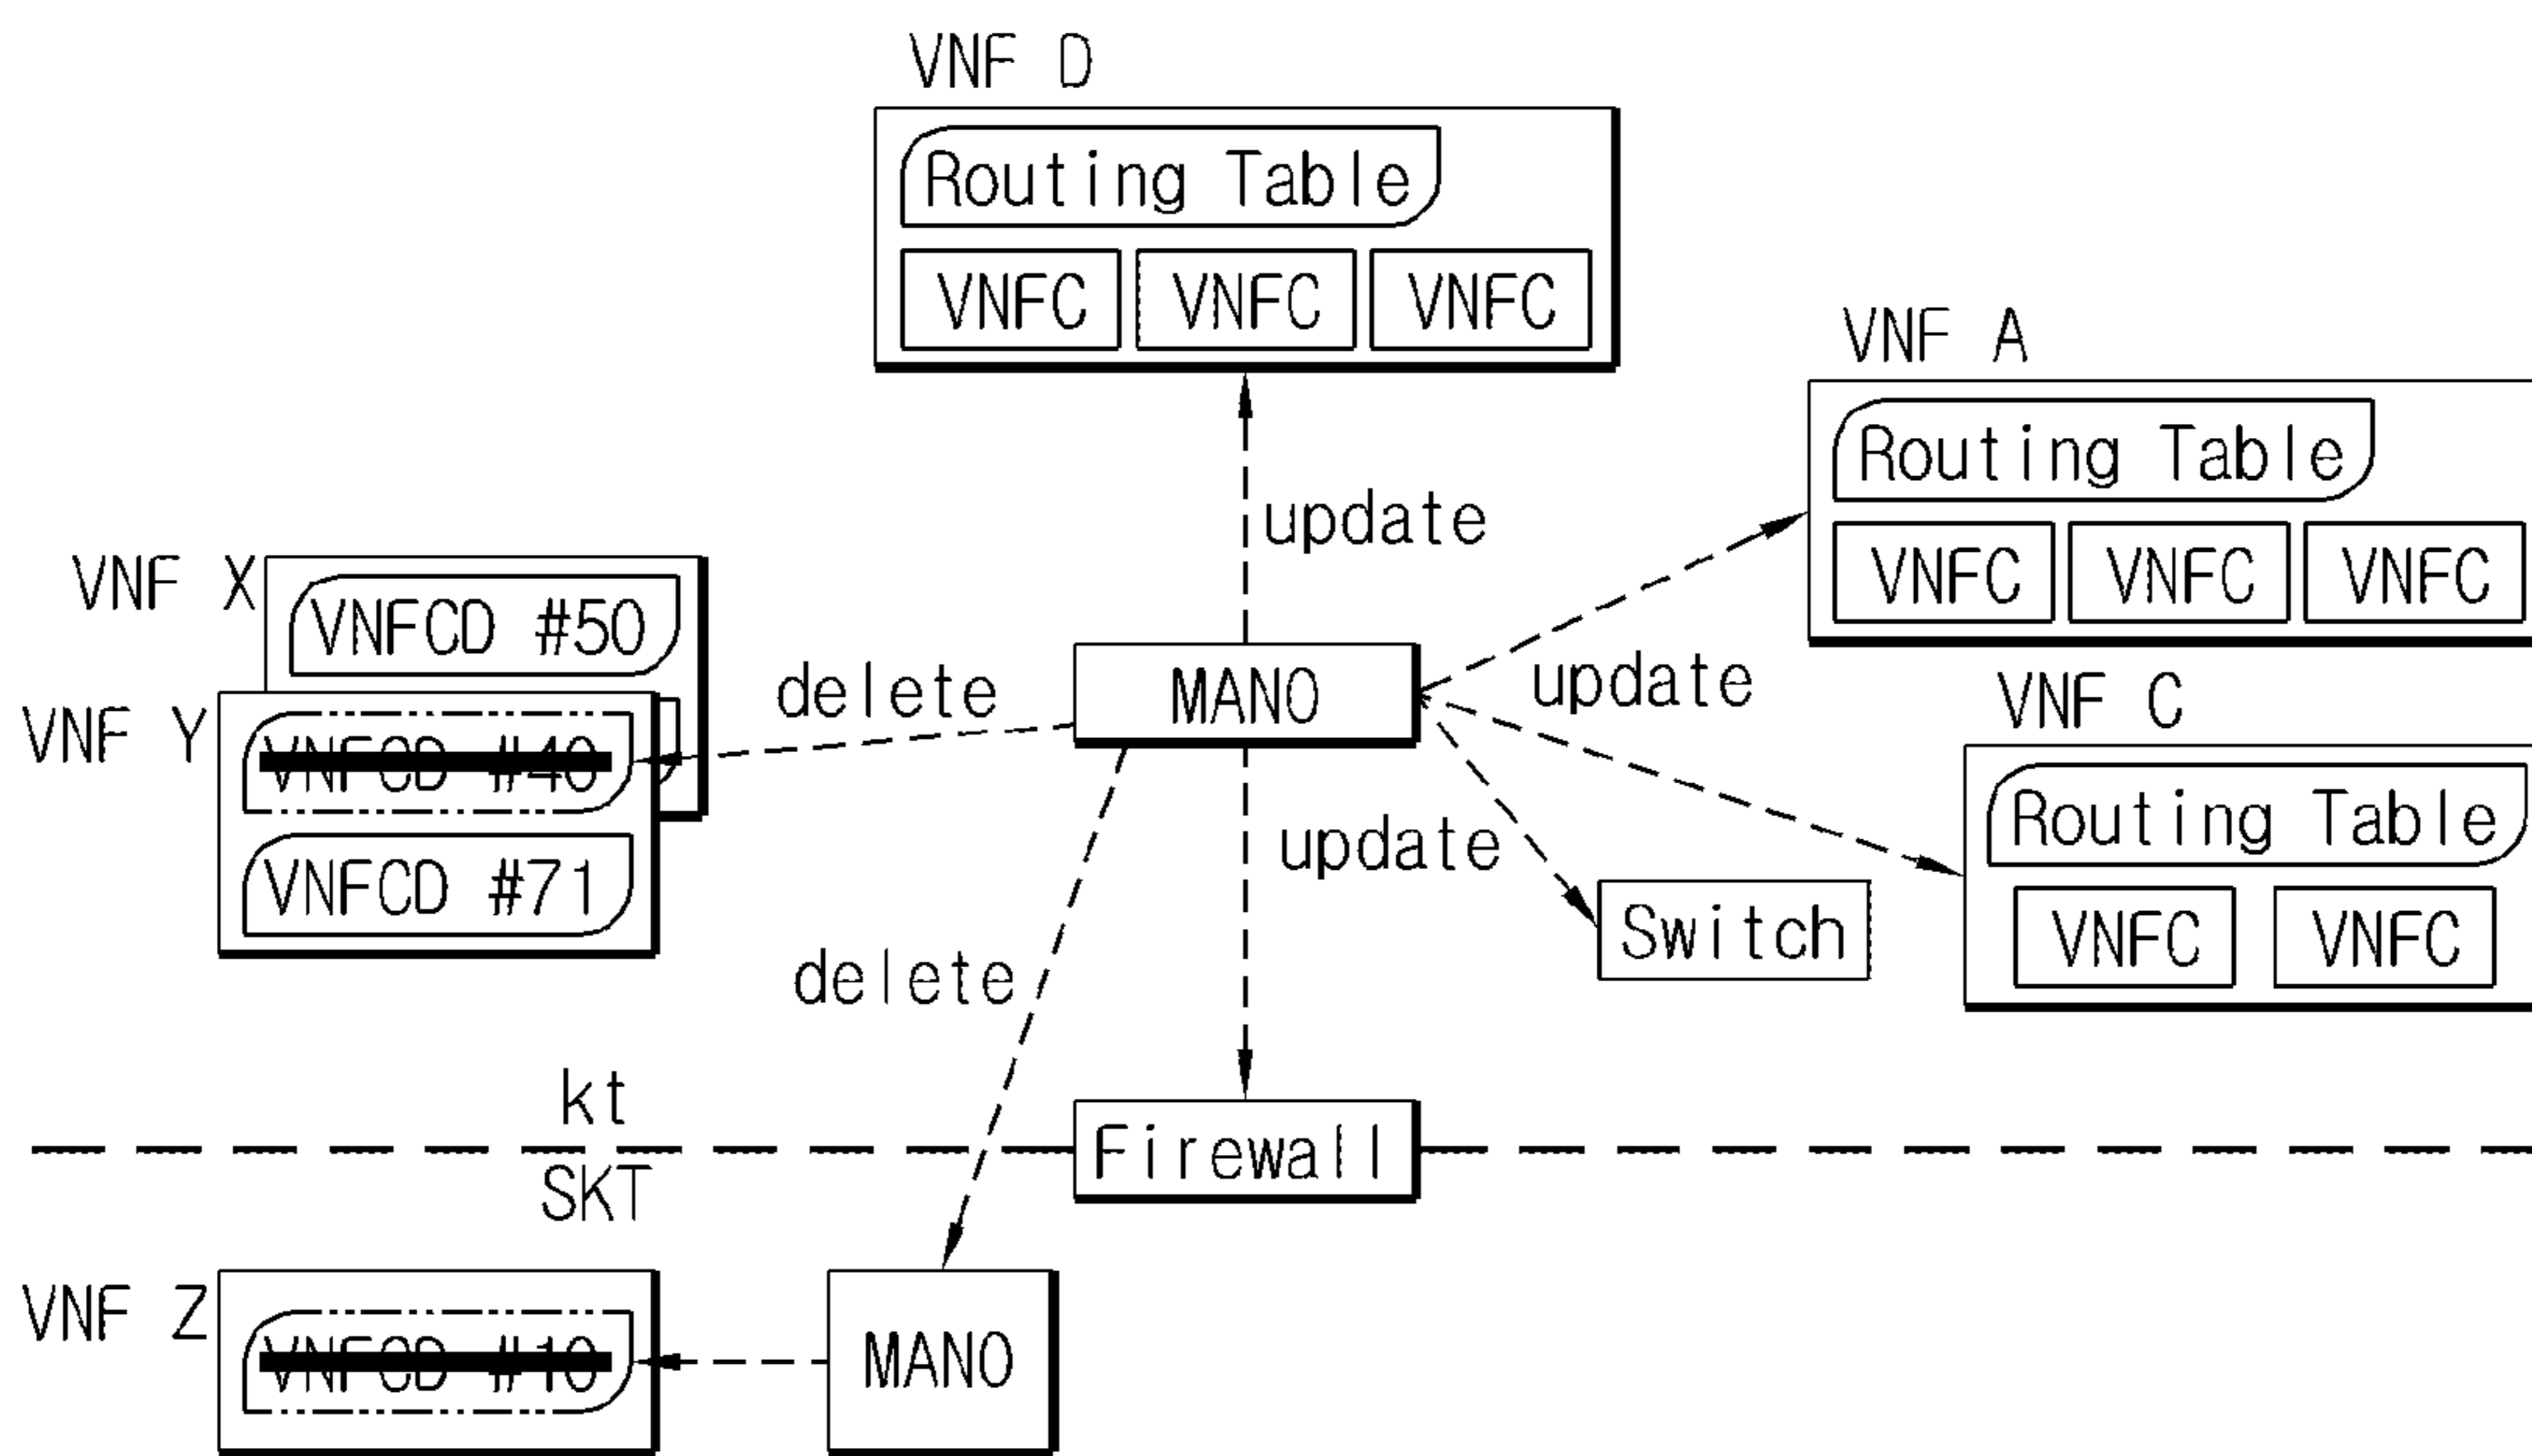 VNF D
Routing Table
VNFC VNFC VNFC
VNF A
Routing Table
VNFC VNFC VNFC
update
update
VNF X
VNFCD #50
delete
MANO
VNF C
Routing Table
VNFC VNFC
VNF Y
VNFCD #40
VNFCD #71
update
Switch
delete
kt
Firewall
SKT
VNF Z
VNFCD #10
MANO